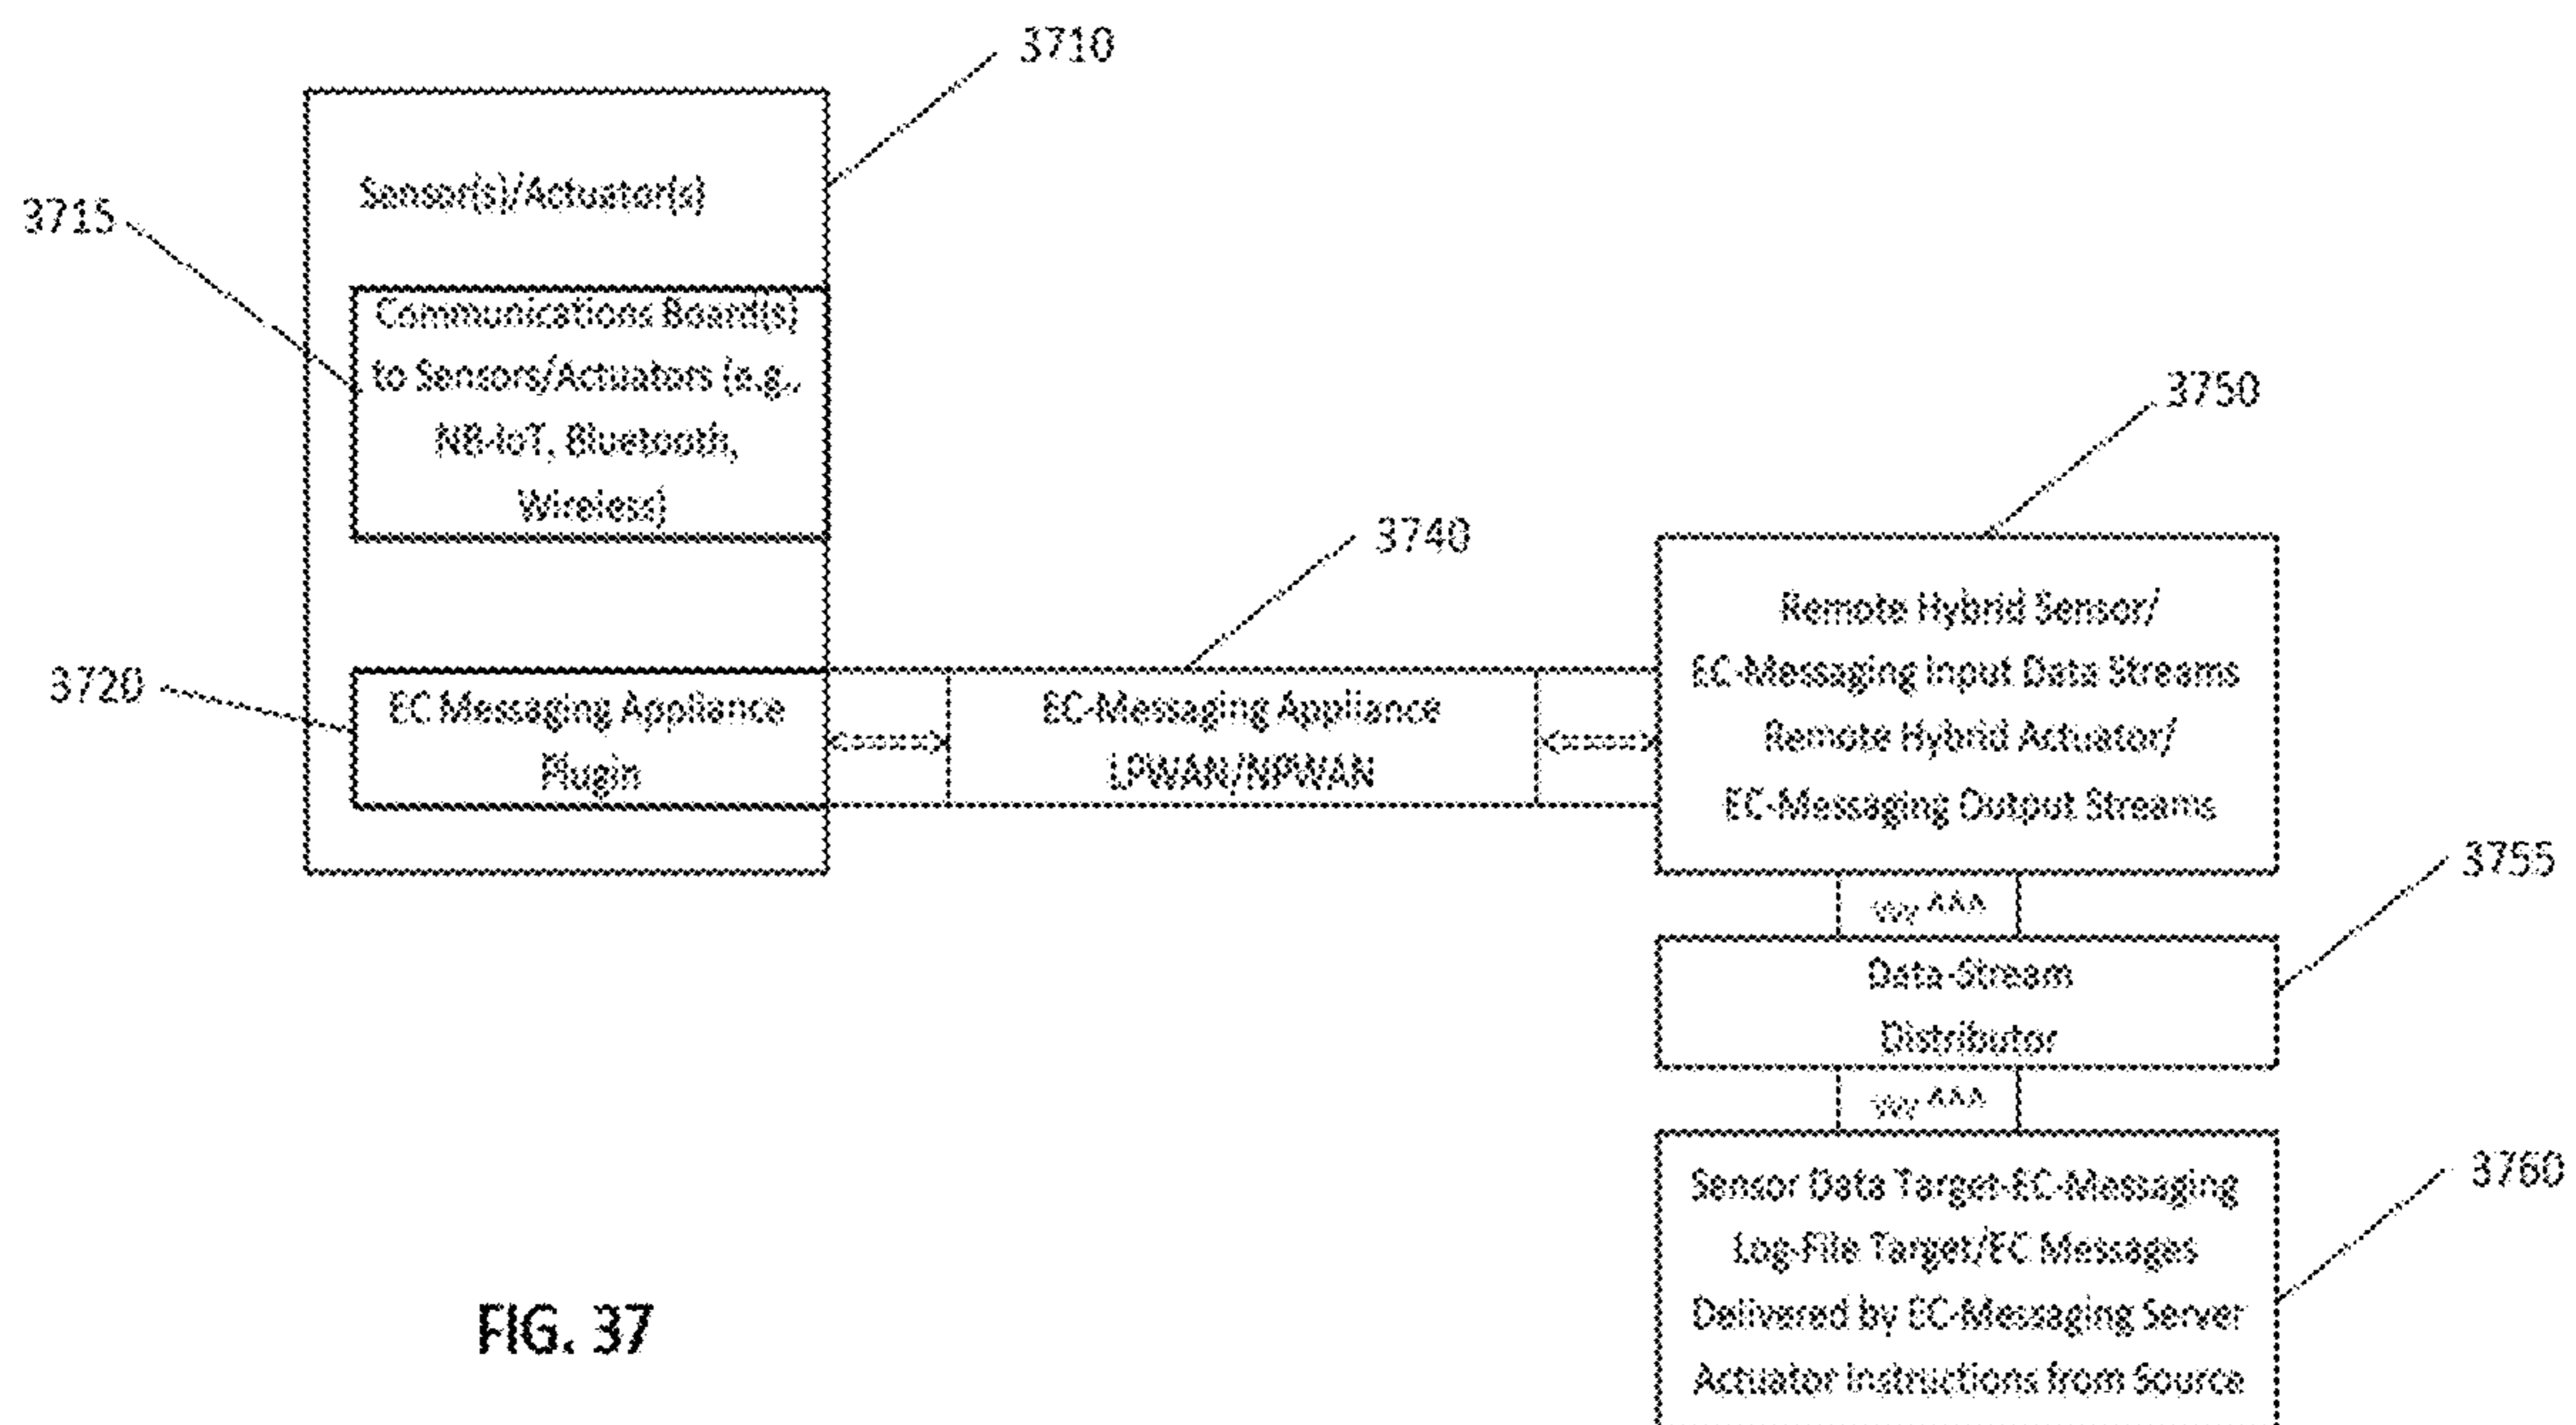 3710
Sensor(s)/Actuator(s)
3715
Communications Board(s)
to Sensors/Actuators (e.g.,
NB-IoT, Bluetooth,
Wireless)
3750
3740
Remote Hybrid Sensor/
EC-Messaging Input Data Streams
Remote Hybrid Actuator/
EC-Messaging Output Streams
3720
EC Messaging Appliance
Plugin
<----->
EC-Messaging Appliance
LPWAN/NPWAN
<----->
3755
vvv ^^^
Data-Stream
Distributor
vvv ^^^
3760
Sensor Data Target-EC-Messaging
Log-File Target/EC Messages
Delivered by EC-Messaging Server
Actuator Instructions from Source
FIG. 37